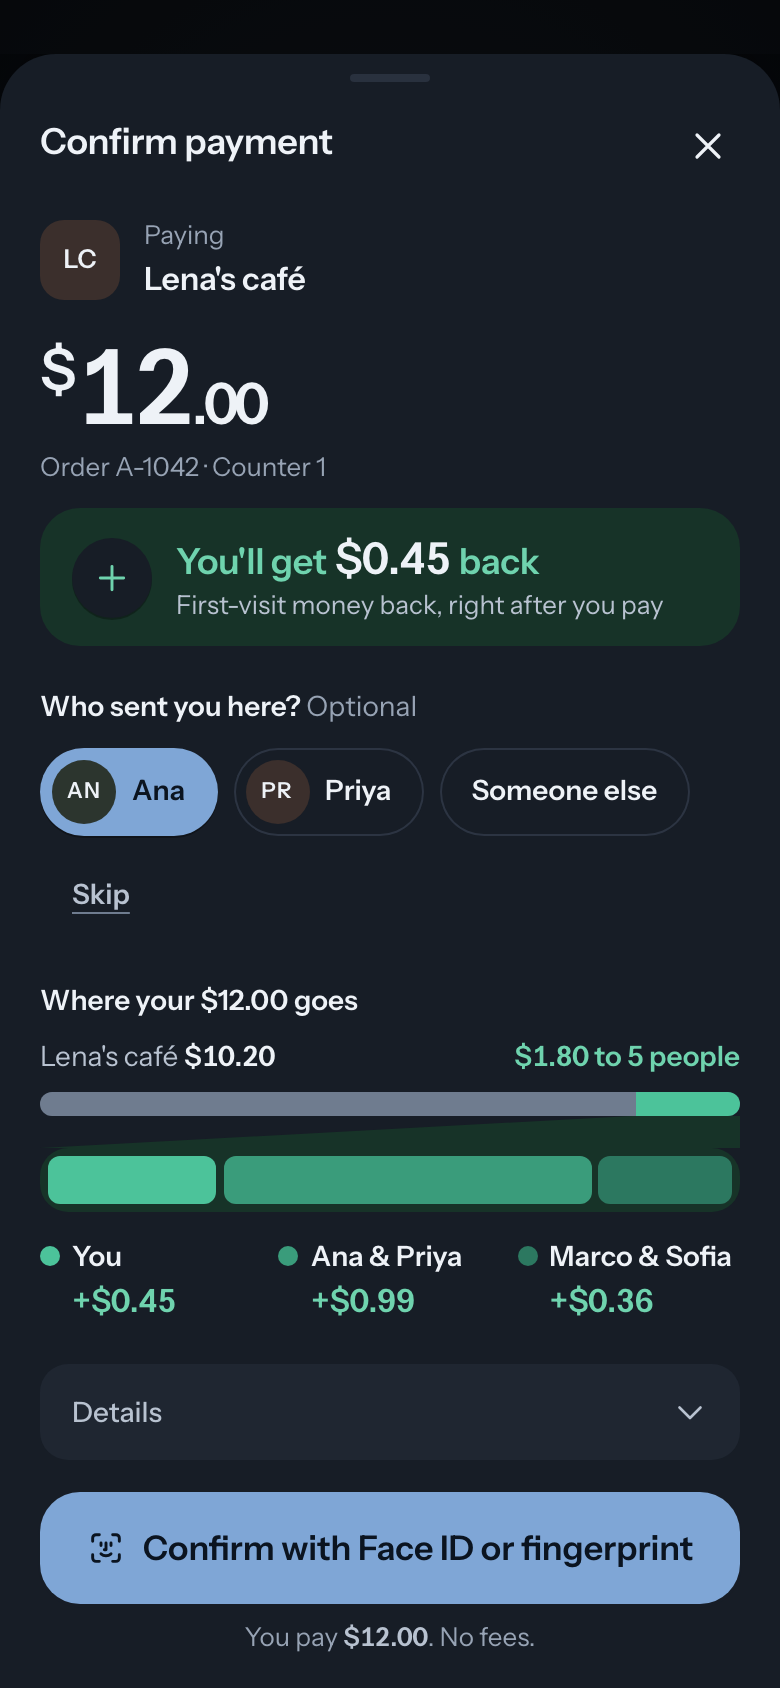 Confirm payment
LC
Paying
Lena's café
$12.00
Order A-1042 · Counter 1
You'll get $0.45 back
First-visit money back, right after you pay
Who sent you here? Optional
AN Ana
PR Priya
Someone else
Skip
Where your $12.00 goes
Lena's café $10.20
$1.80 to 5 people
You
Ana & Priya
Marco & Sofia
+$0.45
+$0.99
+$0.36
Details
Confirm with Face ID or fingerprint
You pay $12.00. No fees.